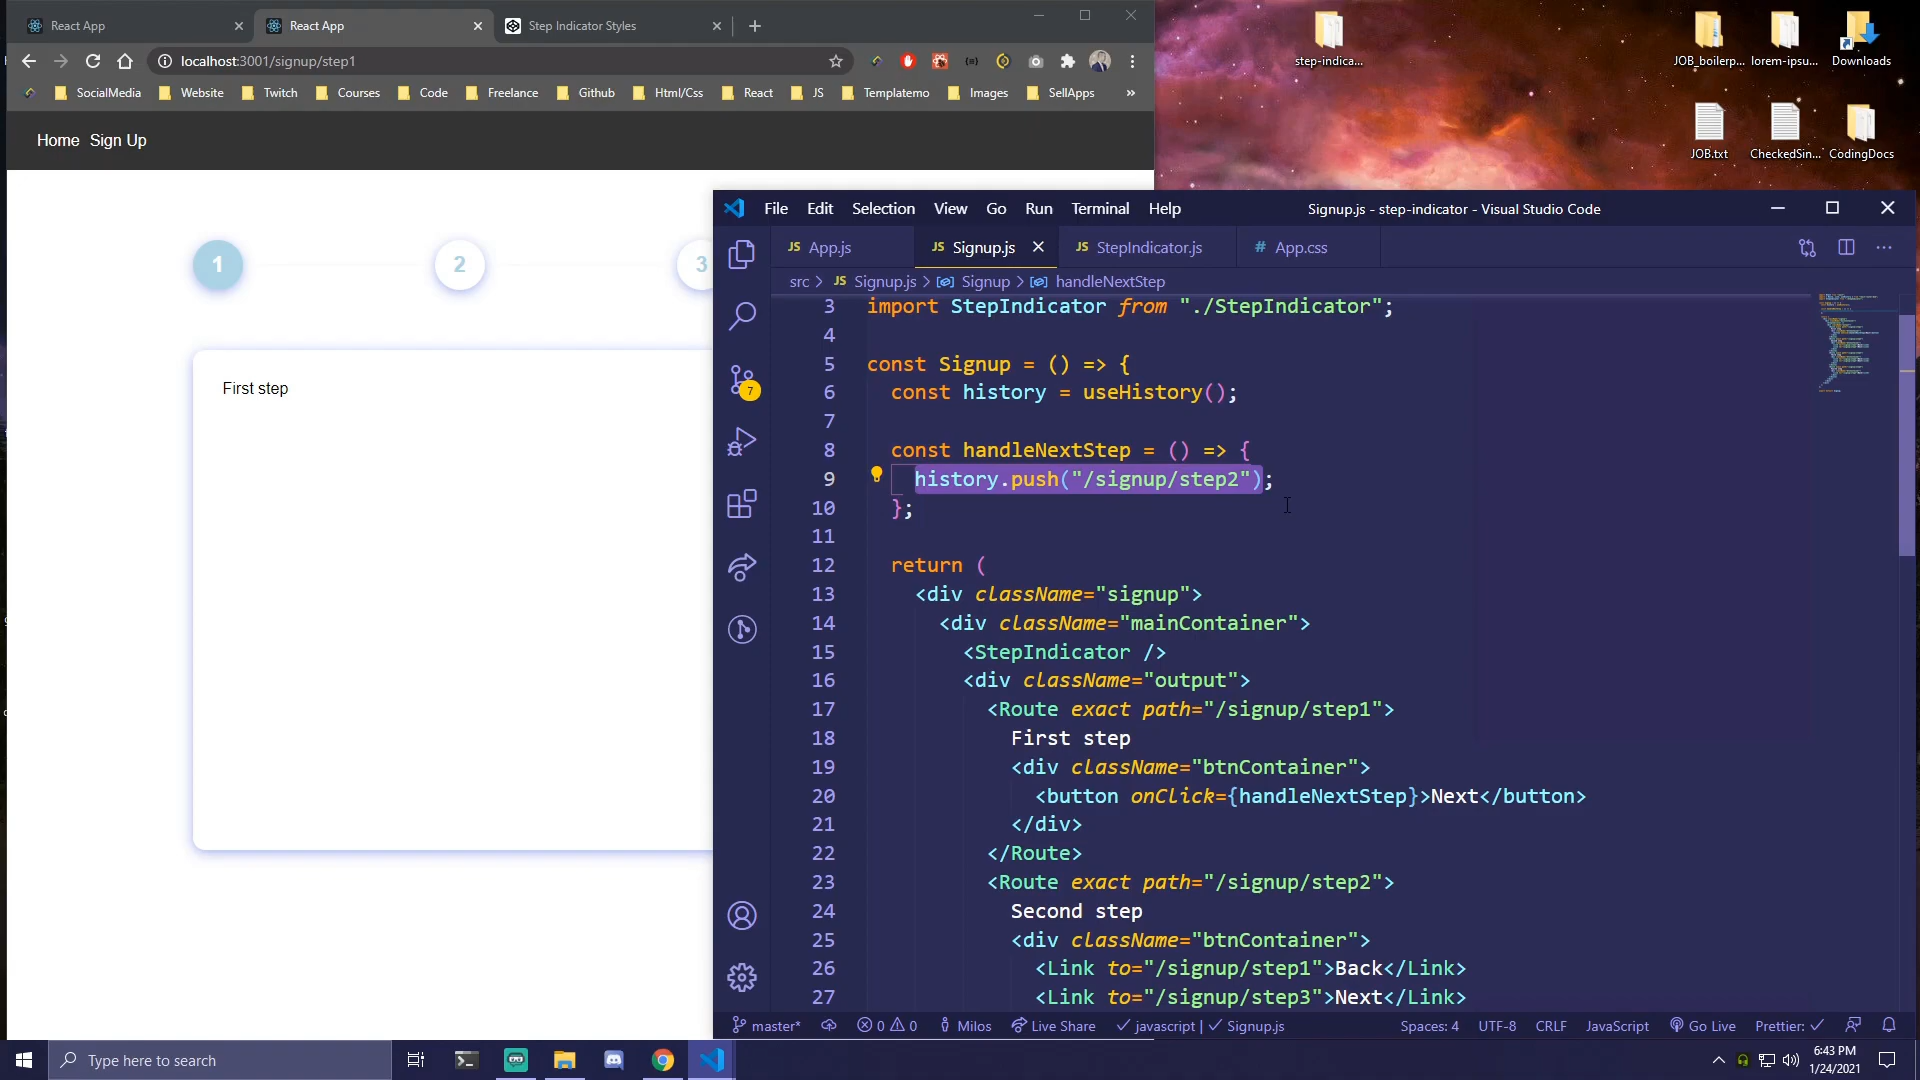 React App
React App
Step Indicator Styles
localhost:3001/signup/step1
SocialMedia
Website
Twitch
Courses
Code
Freelance
Github
Html/Css
React
JS
Templatemo
Images
SellApps
»
Home Sign Up
1
2
3
First step
step-indica...
JOB_boilerp...
lorem-ipsu...
Downloads
JOB.txt
CheckedSin...
CodingDocs
File Edit Selection View Go Run Terminal Help
Signup.js - step-indicator - Visual Studio Code
JS App.js
JS Signup.js
JS StepIndicator.js
# App.css
src > JS Signup.js > Signup > handleNextStep
7
3 import StepIndicator from "./StepIndicator";
4
5 const Signup = () => {
6 const history = useHistory();
7
8 const handleNextStep = () => {
9 history.push("/signup/step2");
10 };
11
12 return (
13 <div className="signup">
14 <div className="mainContainer">
15 <StepIndicator />
16 <div className="output">
17 <Route exact path="/signup/step1">
18 First step
19 <div className="btnContainer">
20 <button onClick={handleNextStep}>Next</button>
21 </div>
22 </Route>
23 <Route exact path="/signup/step2">
24 Second step
25 <div className="btnContainer">
26 <Link to="/signup/step1">Back</Link>
27 <Link to="/signup/step3">Next</Link>
master* 0 0 Milos Live Share javascript | Signup.js Spaces: 4 UTF-8 CRLF JavaScript Go Live Prettier:
Type here to search
6:43 PM
1/24/2021